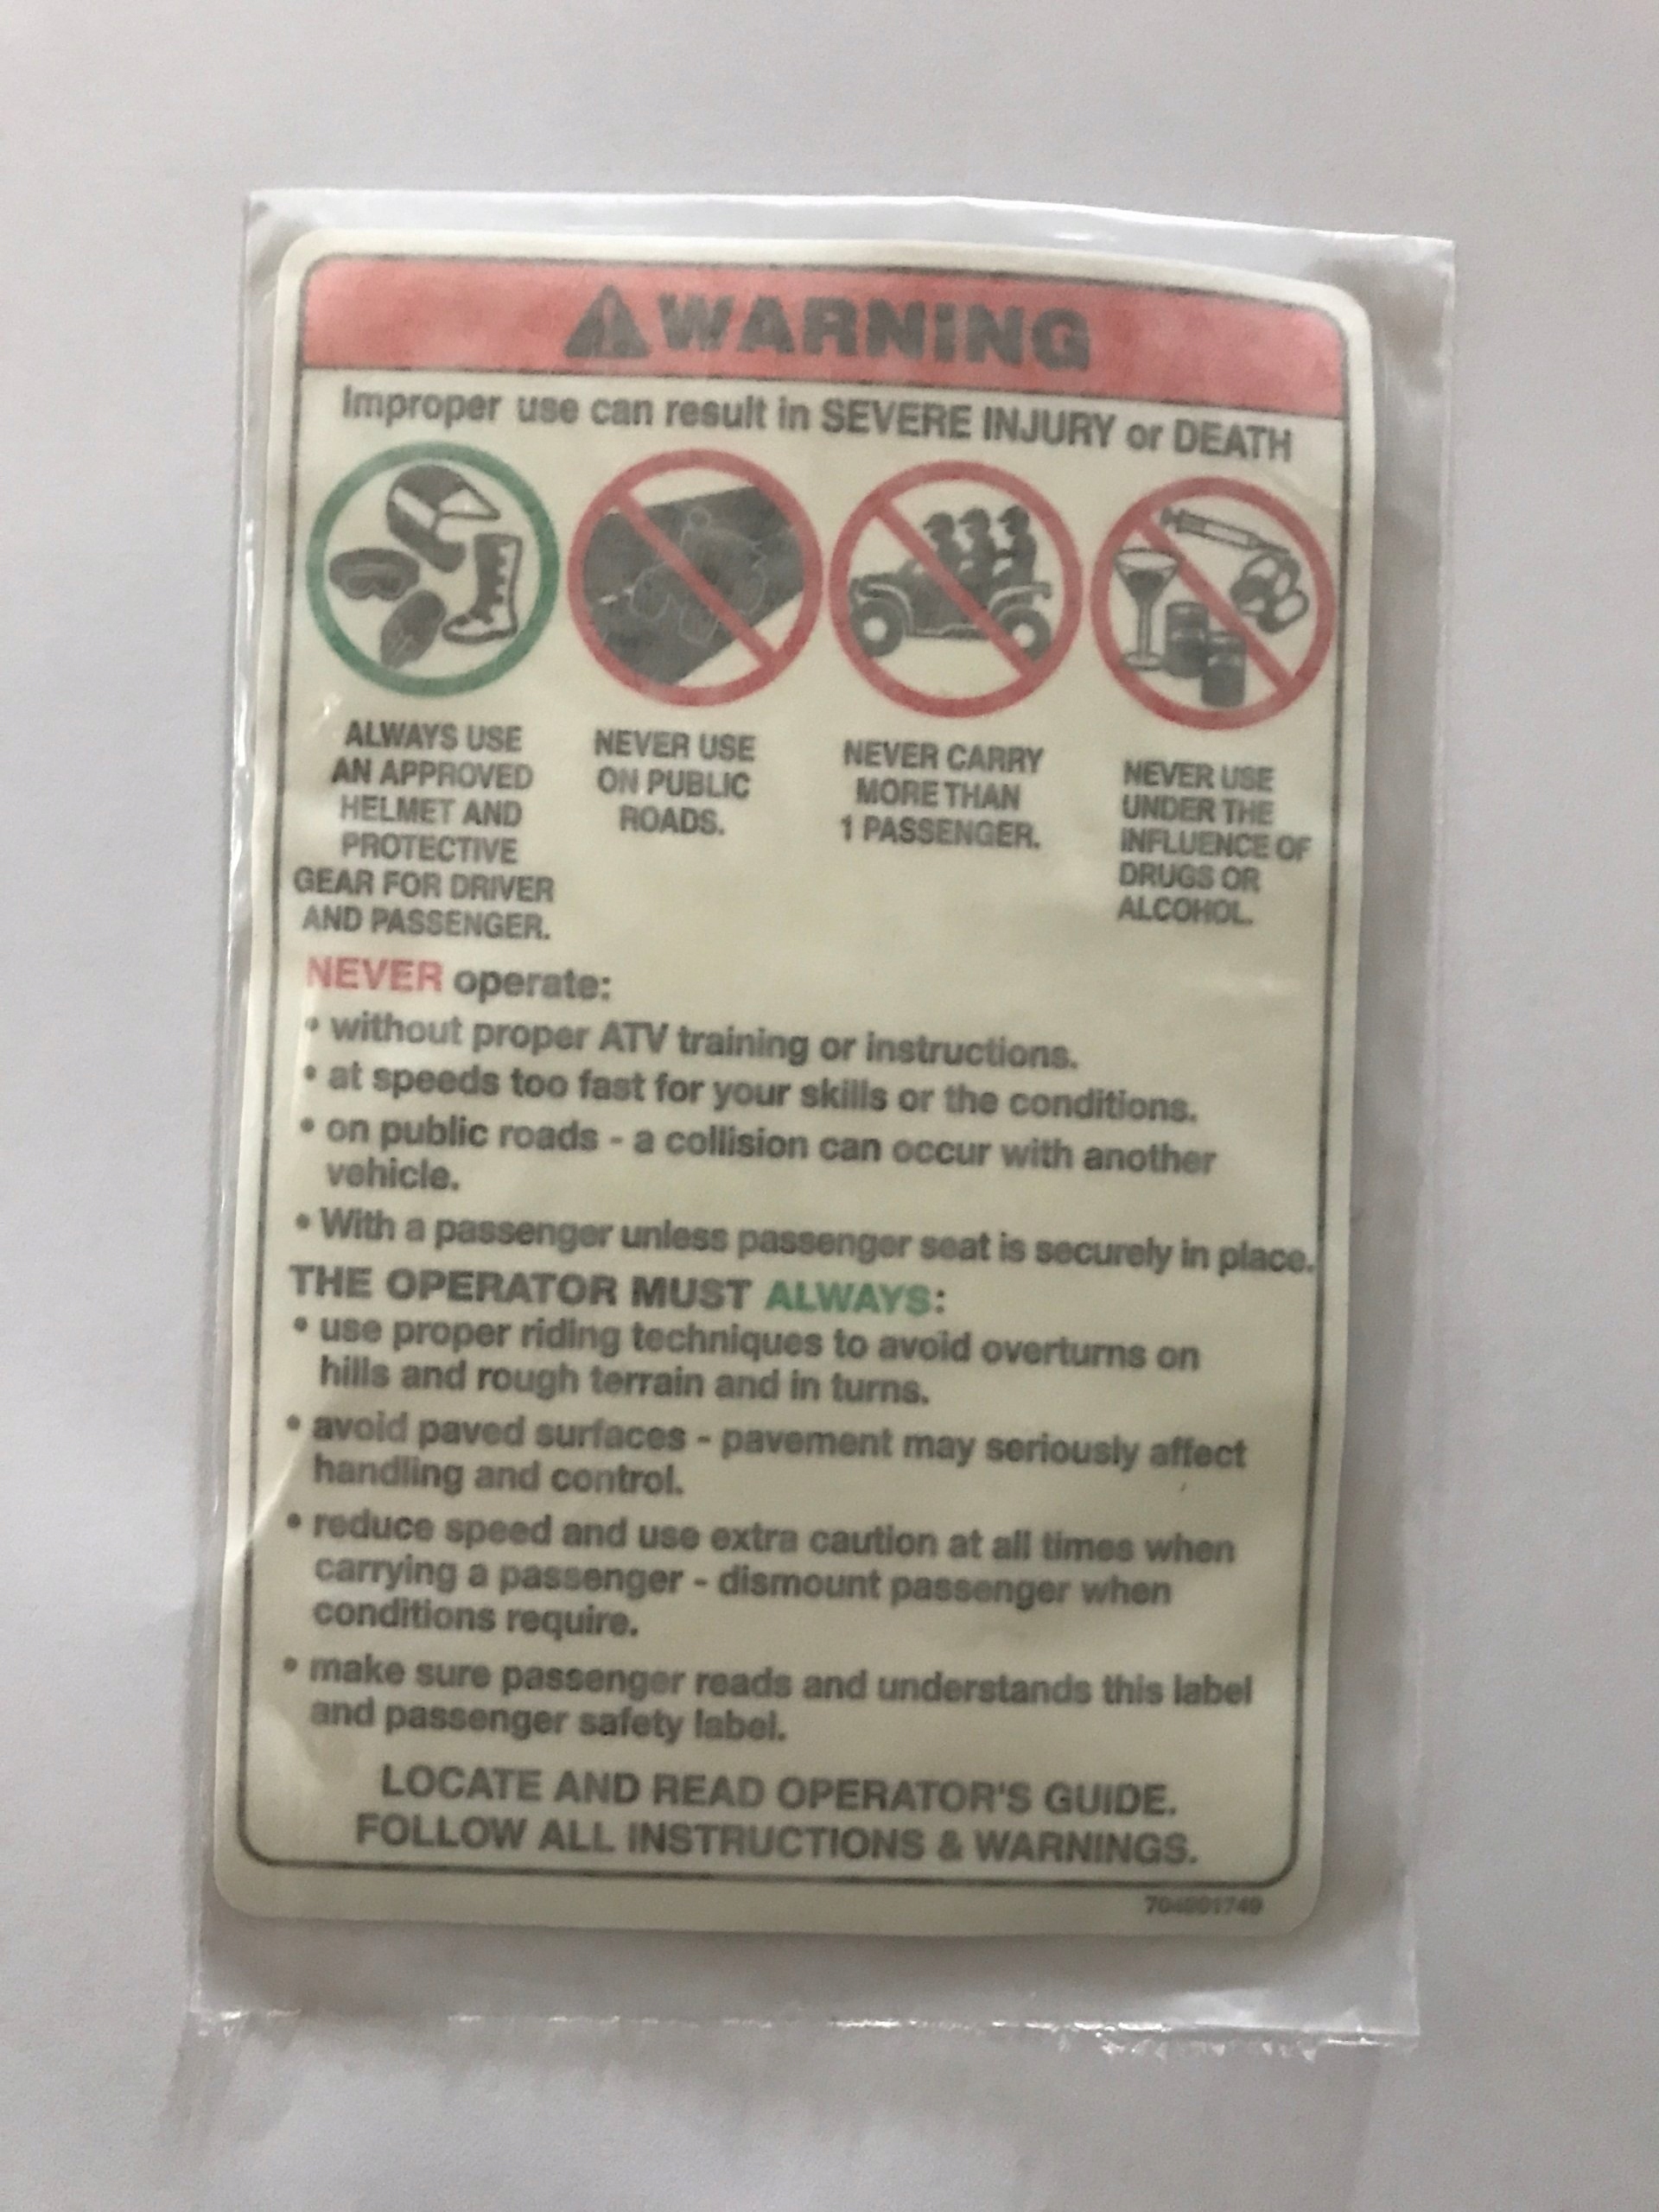 WARNING
Improper use can result in SEVERE INJURY or DEATH
ALWAYS USE
AN APPROVED
HELMET AND
PROTECTIVE
GEAR FOR DRIVER
AND PASSENGER.
NEVER USE
ON PUBLIC
ROADS.
NEVER CARRY
MORE THAN
1 PASSENGER.
NEVER USE
UNDER THE
INFLUENCE OF
DRUGS OR
ALCOHOL.
NEVER operate:
• without proper ATV training or instructions.
• at speeds too fast for your skills or the conditions.
• on public roads - a collision can occur with another
vehicle.
• With a passenger unless passenger seat is securely in place.
THE OPERATOR MUST ALWAYS:
• use proper riding techniques to avoid overturns on
hills and rough terrain and in turns.
• avoid paved surfaces - pavement may seriously affect
handling and control.
• reduce speed and use extra caution at all times when
carrying a passenger - dismount passenger when
conditions require.
• make sure passenger reads and understands this label
and passenger safety label.
LOCATE AND READ OPERATOR'S GUIDE.
FOLLOW ALL INSTRUCTIONS & WARNINGS.